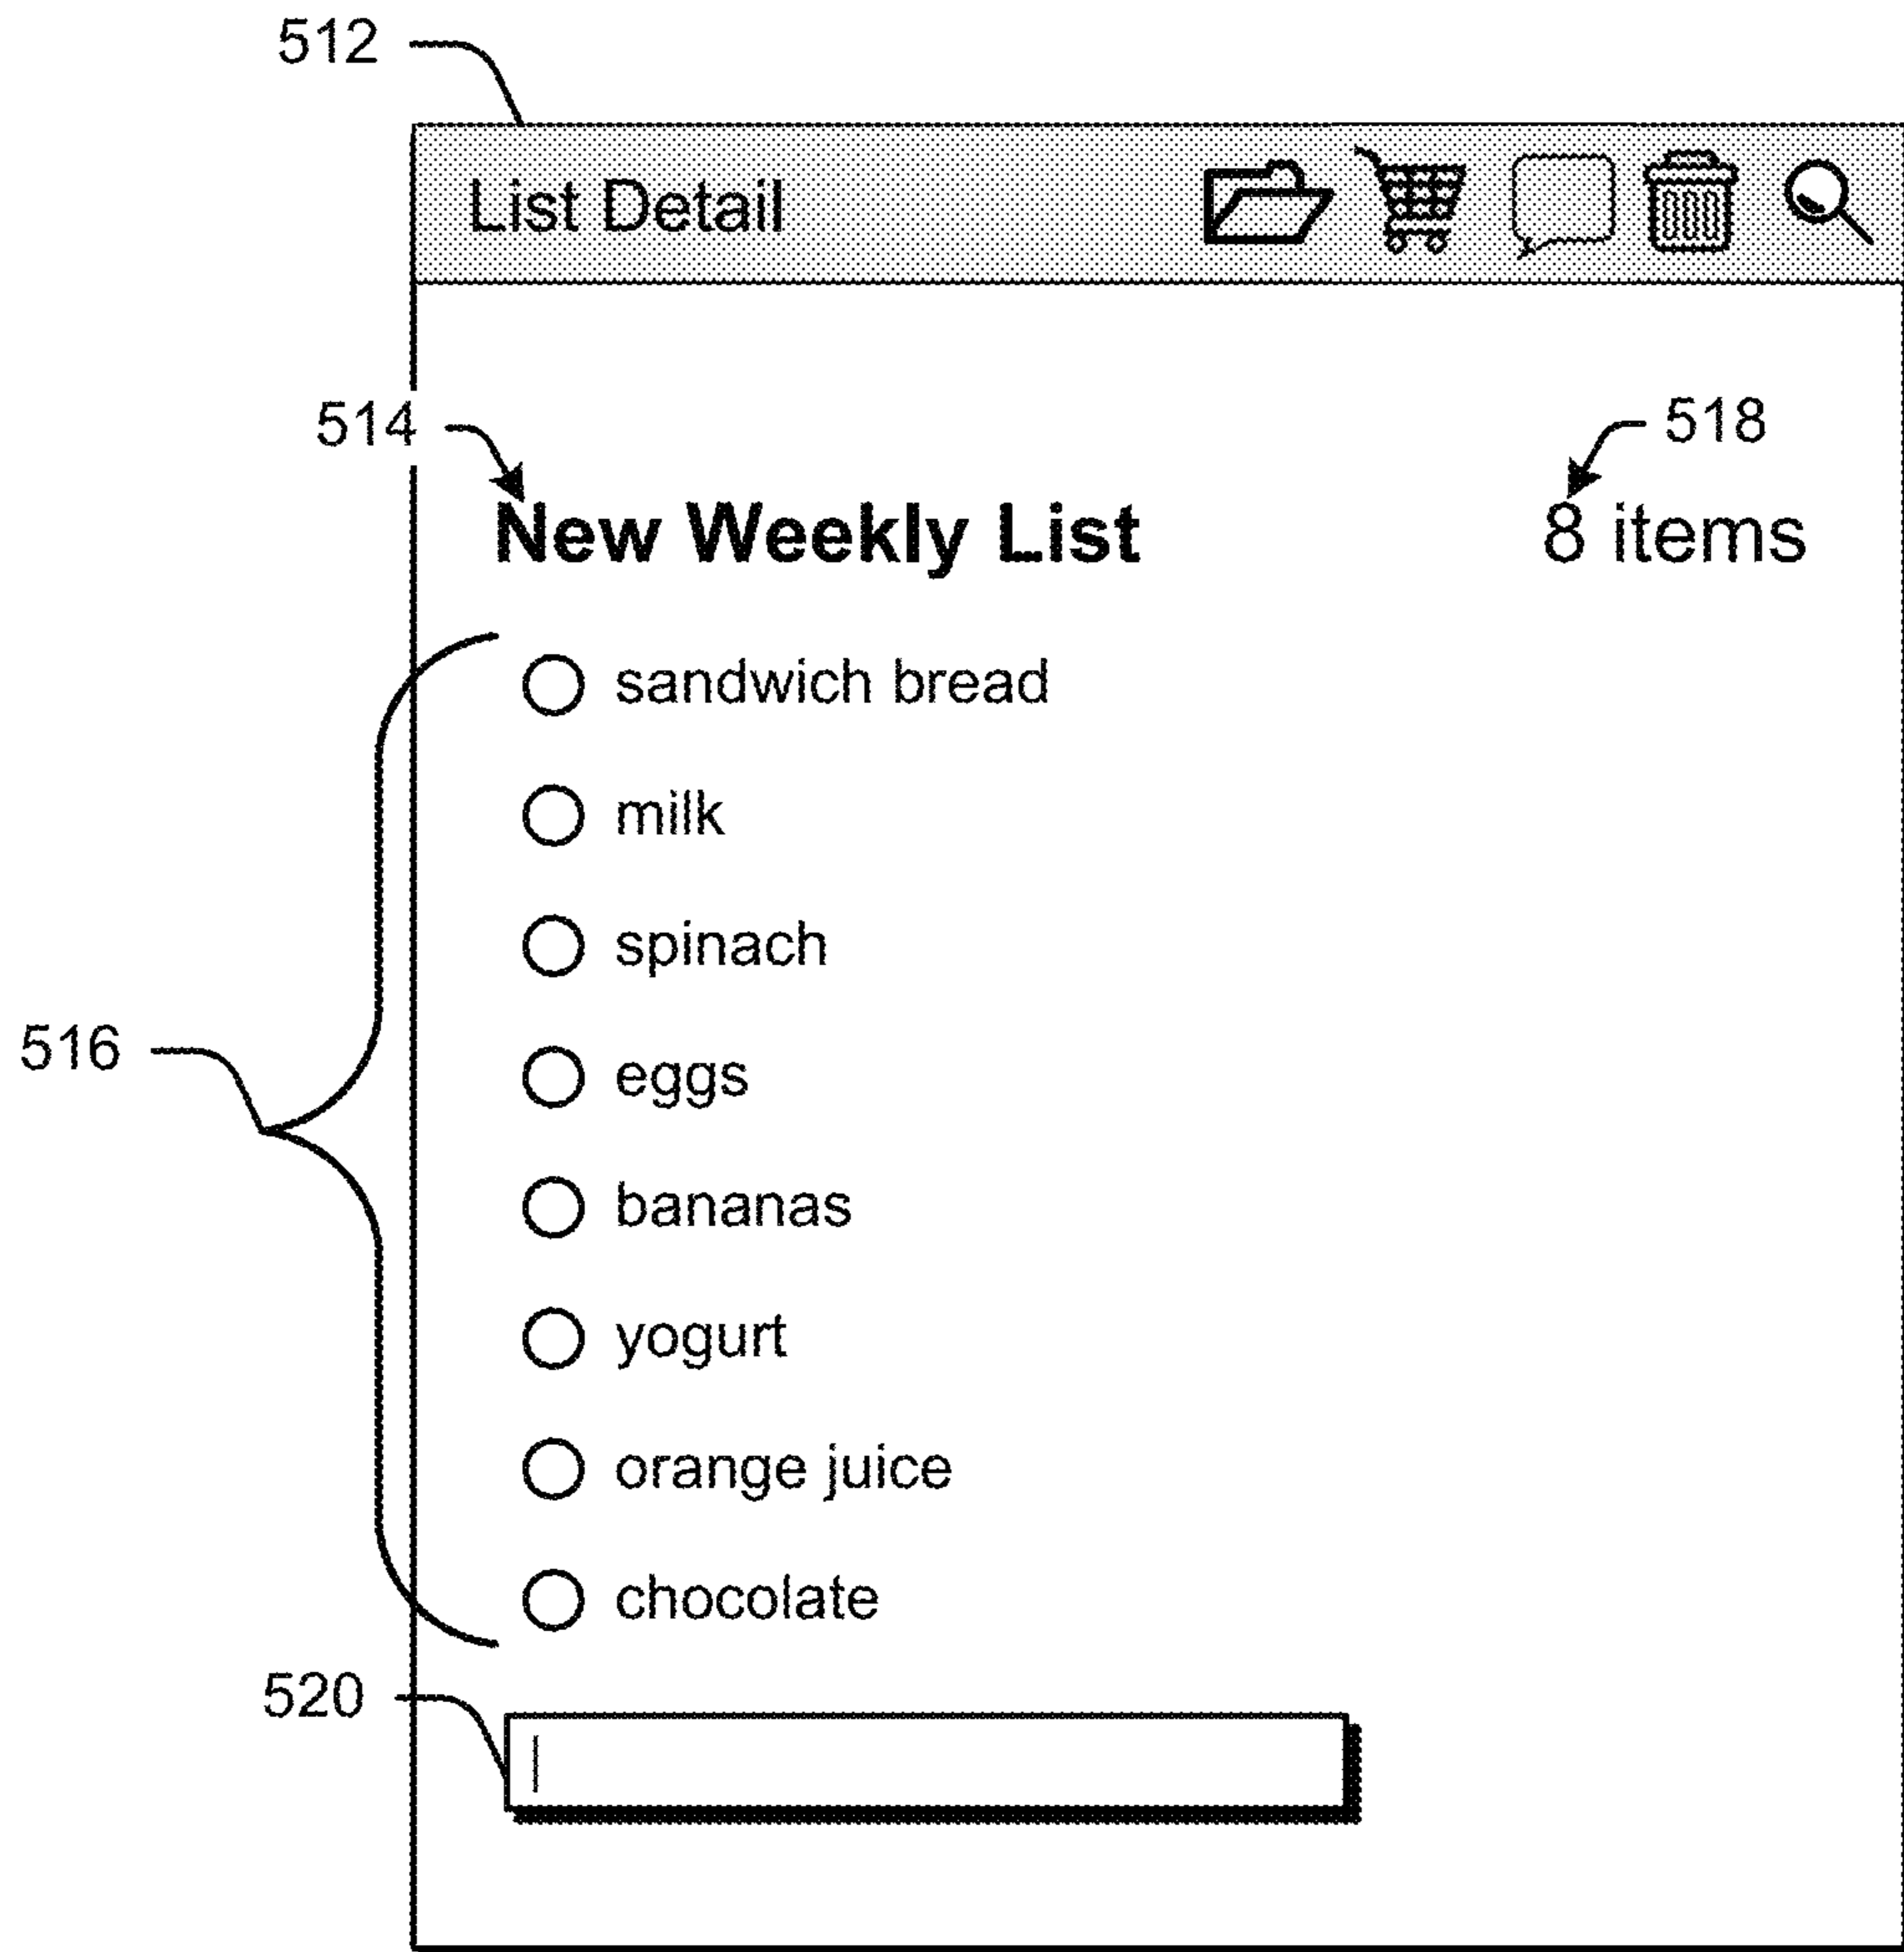 512
List Detail
514
518
New Weekly List
8 items
sandwich bread
milk
spinach
516
eggs
bananas
yogurt
orange juice
chocolate
520